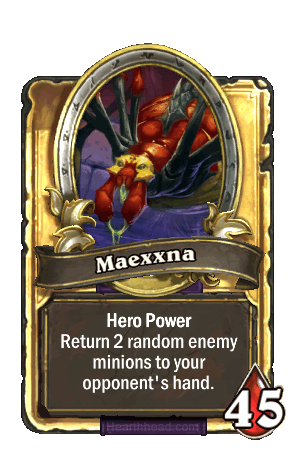 Maexxna
Hero Power
Return 2 random enemy
minions to your
opponent's hand.
45
Hearthhead.com